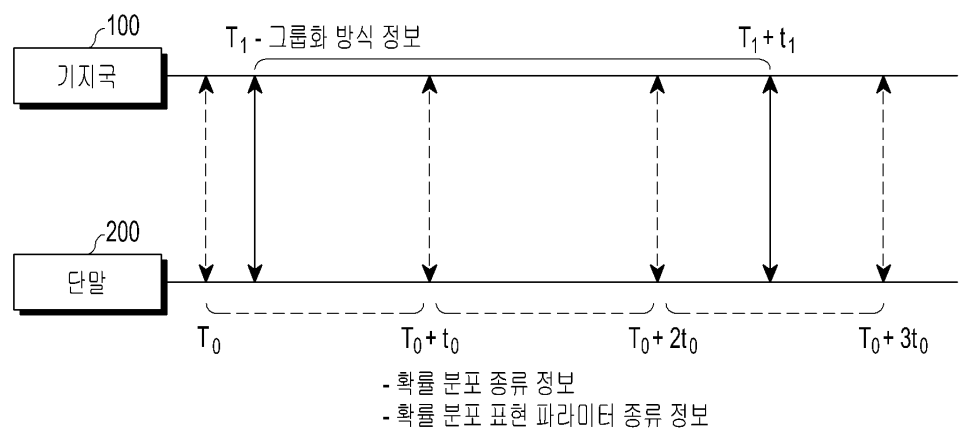 100
기지국
T₁ - 그룹화 방식 정보
T₁ + t₁
200
단말
T₀
T₀ + t₀
T₀ + 2t₀
T₀ + 3t₀
- 확률 분포 종류 정보
- 확률 분포 표현 파라미터 종류 정보